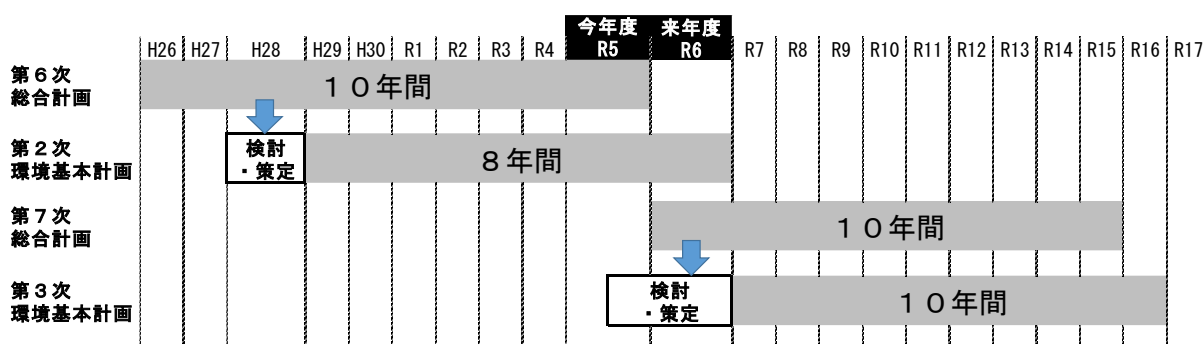 今年度 来年度
H26 H27 H28 H29 H30 R1 R2 R3 R4 R5 R6 R7 R8 R9 R10 R11 R12 R13 R14 R15 R16 R17
第６次
総合計画
１０年間
第２次
環境基本計画
検討
・策定
８年間
第７次
総合計画
１０年間
第３次
環境基本計画
検討
・策定
１０年間